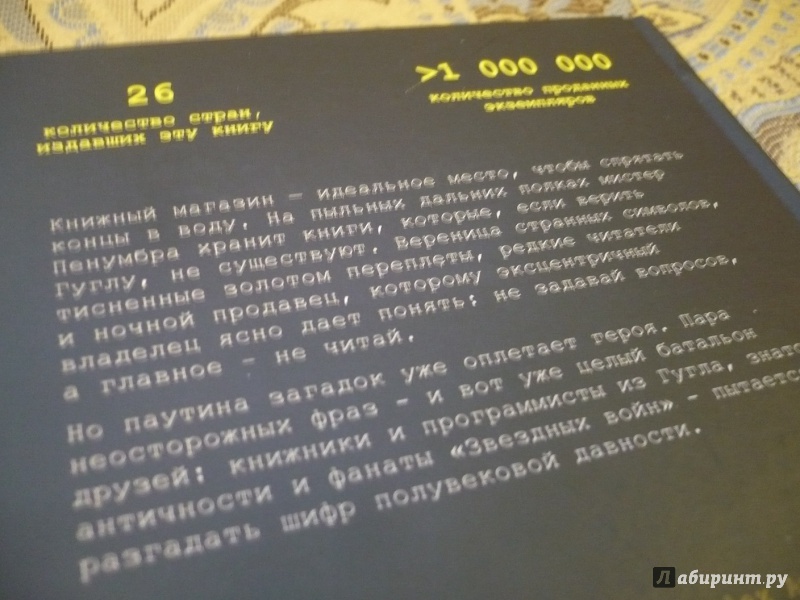 26
количество стран,
издавших эту книгу
>1 000 000
количество проданных
экземпляров
Книжный магазин – идеальное место, чтобы спрятать
концы в воду. На пыльных дальних полках мистер
Пенумбра хранит книги, которые, если верить
Гуглу, не существуют. Вереница странных символов,
тисненные золотом переплеты, редкие читатели
и ночной продавец, которому эксцентричный
владелец ясно дает понять: не задавай вопросов,
а главное – не читай.
Но паутина загадок уже оплетает героя. Пара
неосторожных фраз – и вот уже целый батальон
друзей: книжники и программисты из Гугла,
античности и фанаты «Звездных войн» – пытается
разгадать шифр полувековой давности.
Лабиринт.ру